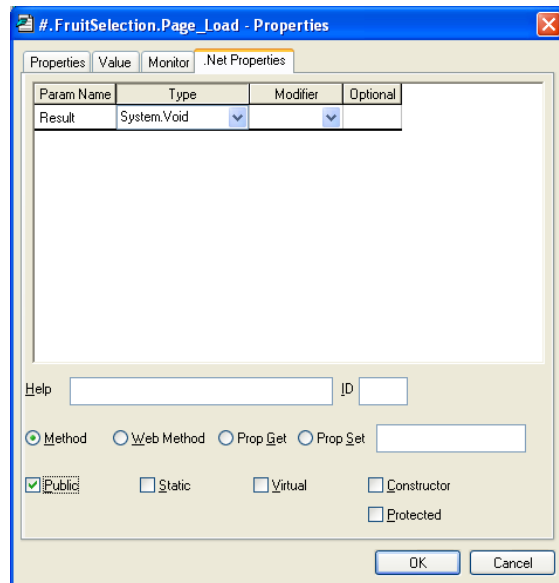 #.FruitSelection.Page_Load - Properties
Properties Value Monitor .Net Properties
Param Name Type Modifier Optional
Result System.Void
Help ID
Method Web Method Prop Get Prop Set
Public Static Virtual Constructor
Protected
OK Cancel